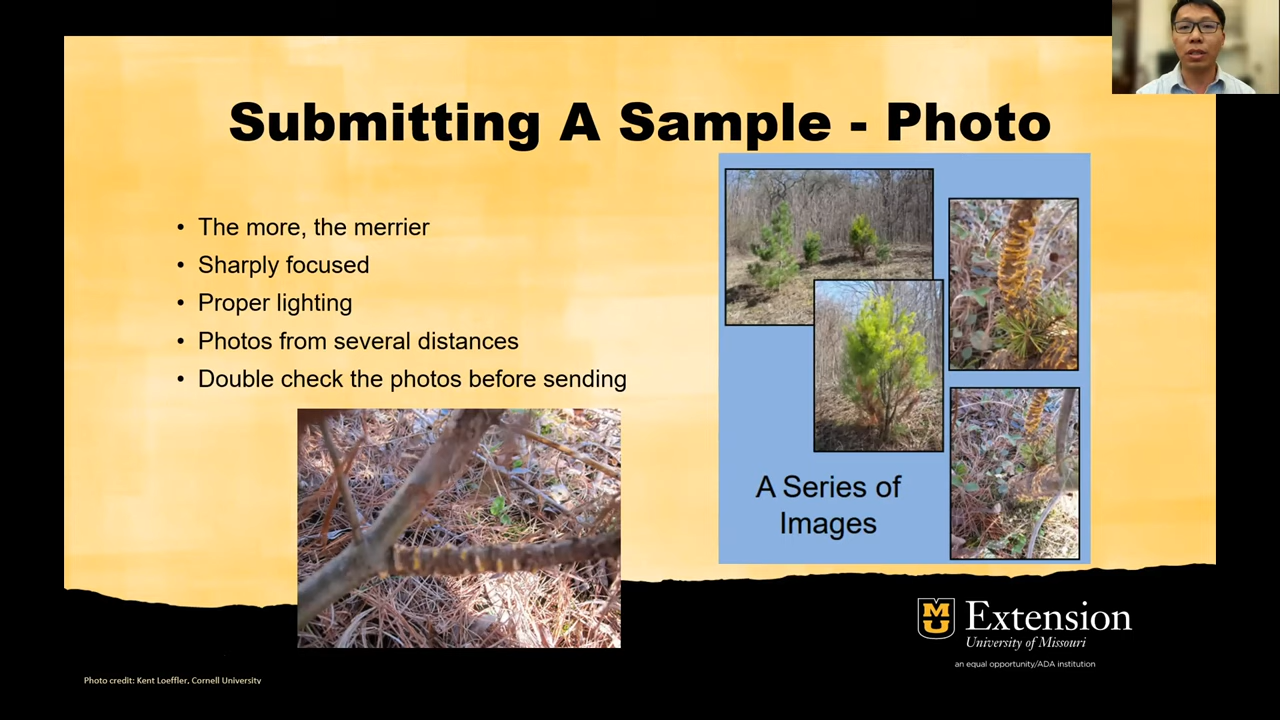 Submitting A Sample - Photo
• The more, the merrier
• Sharply focused
• Proper lighting
• Photos from several distances
• Double check the photos before sending
A Series of
Images
MU Extension
University of Missouri
an equal opportunity/ADA institution
Photo credit: Kent Loeffler, Cornell University